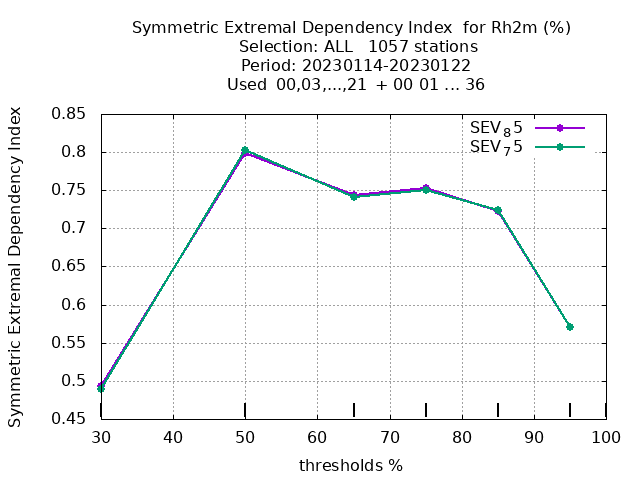 Symmetric Extremal Dependency Index  for Rh2m (%)
Selection: ALL   1057 stations
Period: 20230114-20230122
Used  00,03,...,21  + 00 01 ... 36
Symmetric Extremal Dependency Index
0.85
0.8
0.75
0.7
0.65
0.6
0.55
0.5
0.45
SEV85
SEV75
30 40 50 60 70 80 90 100
thresholds %